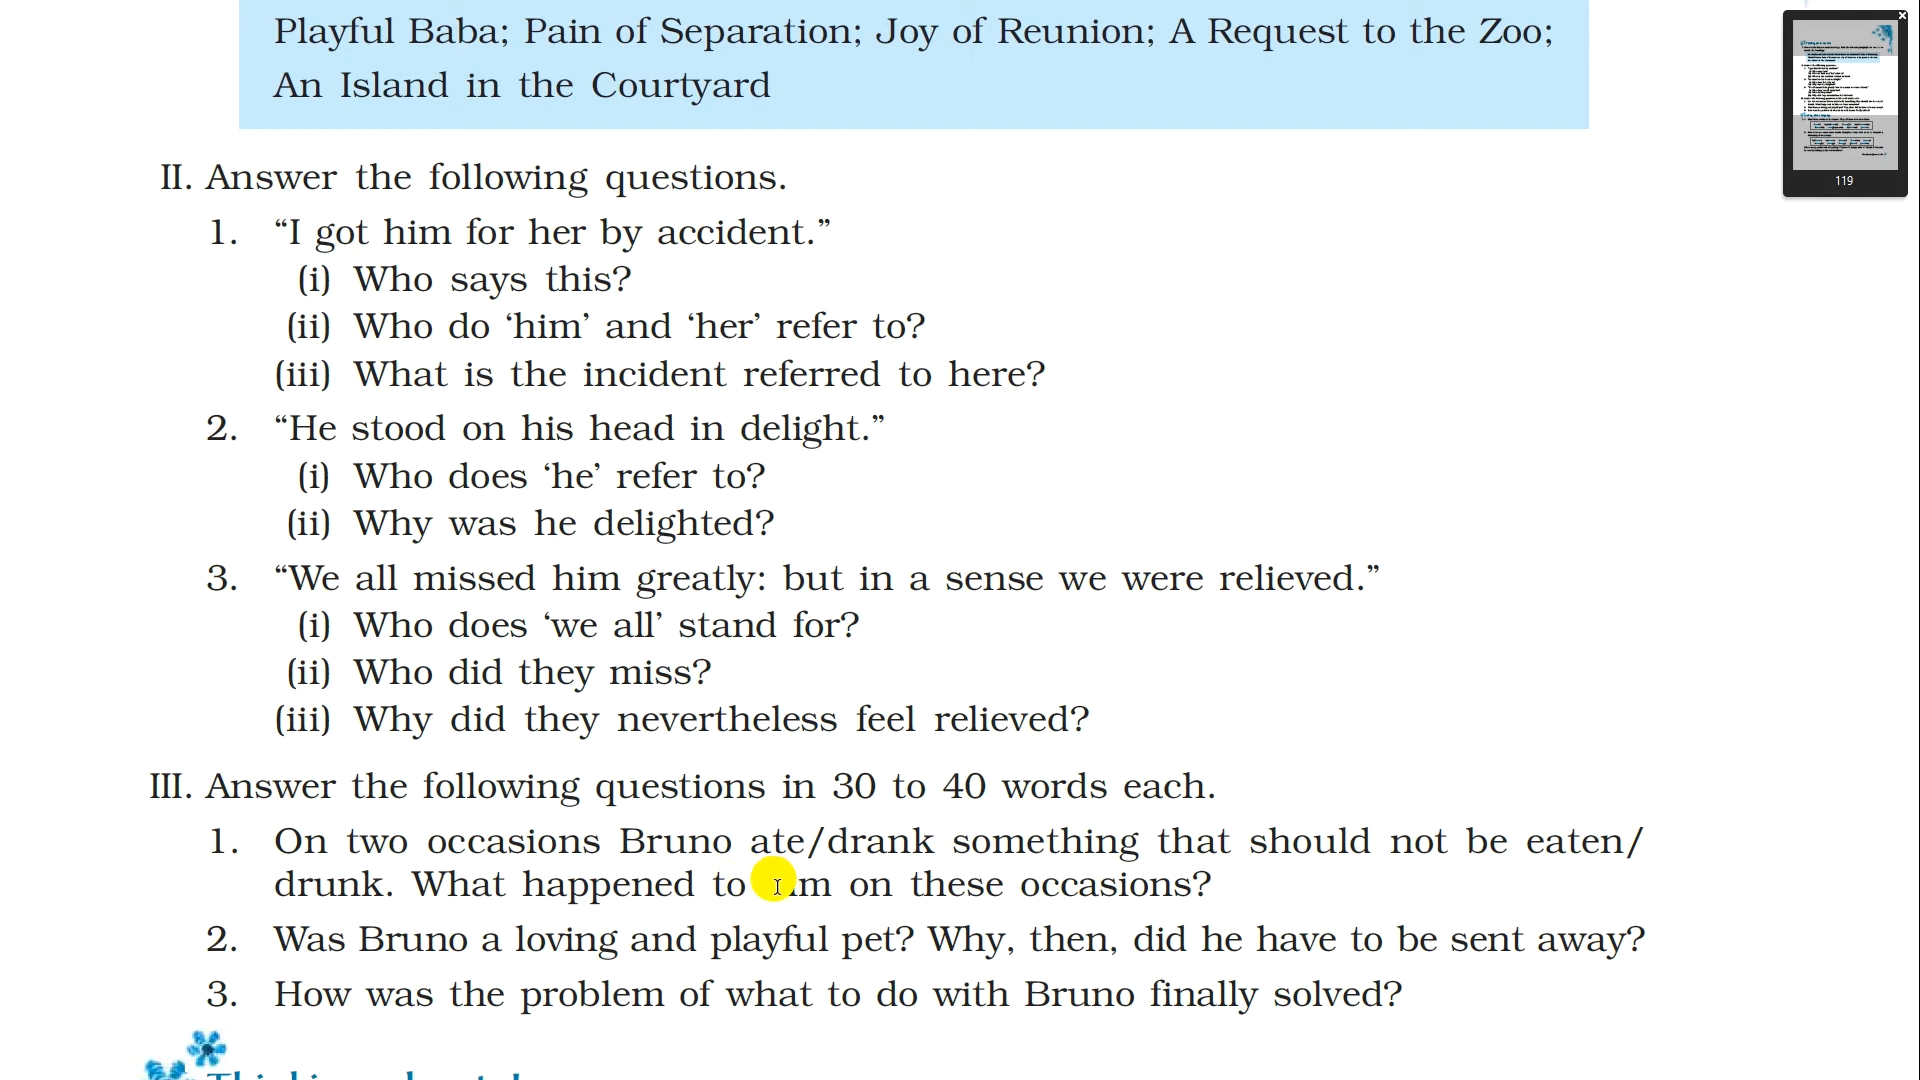 Playful Baba; Pain of Separation; Joy of Reunion; A Request to the Zoo;
An Island in the Courtyard
119
II. Answer the following questions.
1. “I got him for her by accident.”
(i) Who says this?
(ii) Who do ‘him’ and ‘her’ refer to?
(iii) What is the incident referred to here?
2. “He stood on his head in delight.”
(i) Who does ‘he’ refer to?
(ii) Why was he delighted?
3. “We all missed him greatly: but in a sense we were relieved.”
(i) Who does ‘we all’ stand for?
(ii) Who did they miss?
(iii) Why did they nevertheless feel relieved?
III. Answer the following questions in 30 to 40 words each.
1. On two occasions Bruno ate/drank something that should not be eaten/
drunk. What happened to him on these occasions?
2. Was Bruno a loving and playful pet? Why, then, did he have to be sent away?
3. How was the problem of what to do with Bruno finally solved?